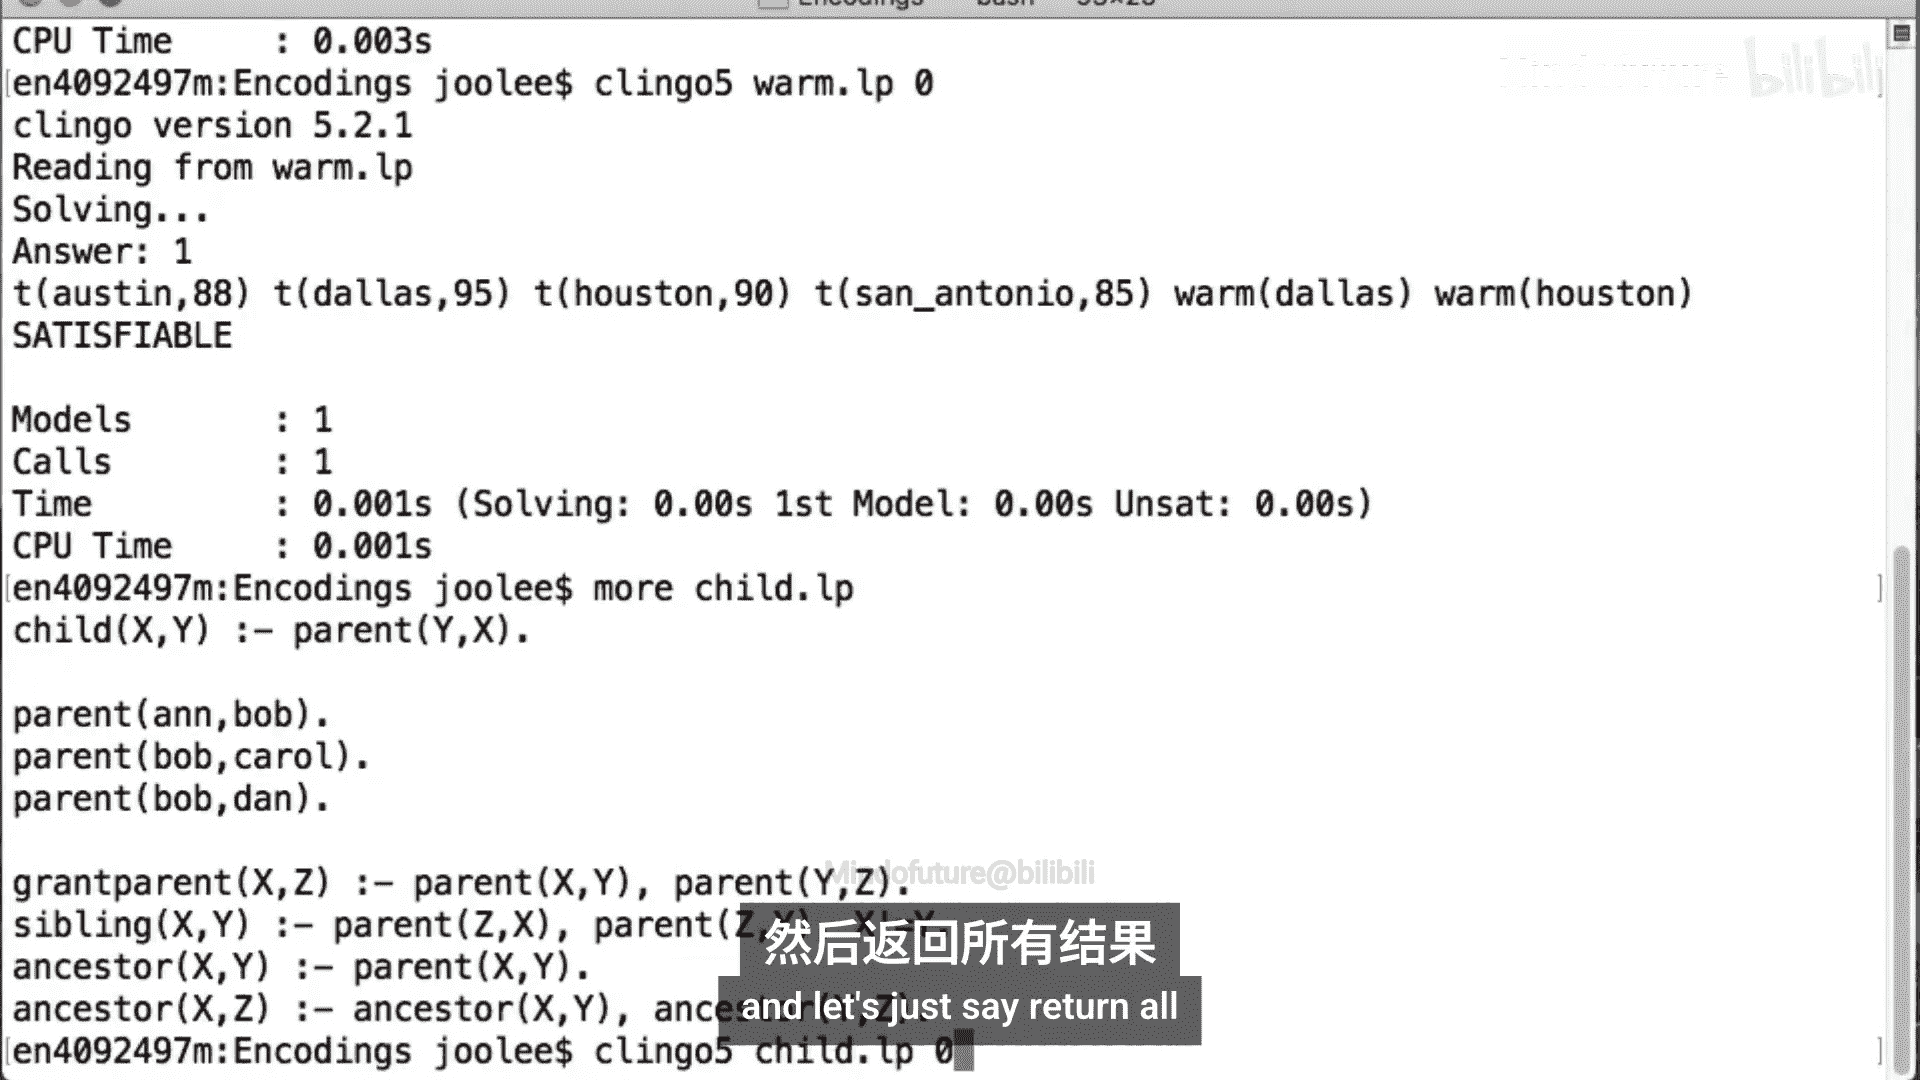 CPU Time     : 0.003s
en4092497m:Encodings joolee$ clingo5 warm.lp 0
clingo version 5.2.1
Reading from warm.lp
Solving...
Answer: 1
t(austin,88) t(dallas,95) t(houston,90) t(san_antonio,85) warm(dallas) warm(houston)
SATISFIABLE
Models       : 1
Calls        : 1
Time         : 0.001s (Solving: 0.00s 1st Model: 0.00s Unsat: 0.00s)
CPU Time     : 0.001s
en4092497m:Encodings joolee$ more child.lp
child(X,Y) :- parent(Y,X).
parent(ann,bob).
parent(bob,carol).
parent(bob,dan).
grantparent(X,Z) :- parent(X,Y), parent(Y,Z).
sibling(X,Y) :- parent(Z,X), parent(Z,Y), X!=Y.
ancestor(X,Y) :- parent(X,Y).
ancestor(X,Z) :- ancestor(X,Y), ancestor(Y,Z).
en4092497m:Encodings joolee$ clingo5 child.lp 0
Mindofuture@bilibili
然后返回所有结果
and let's just say return all
bilibili